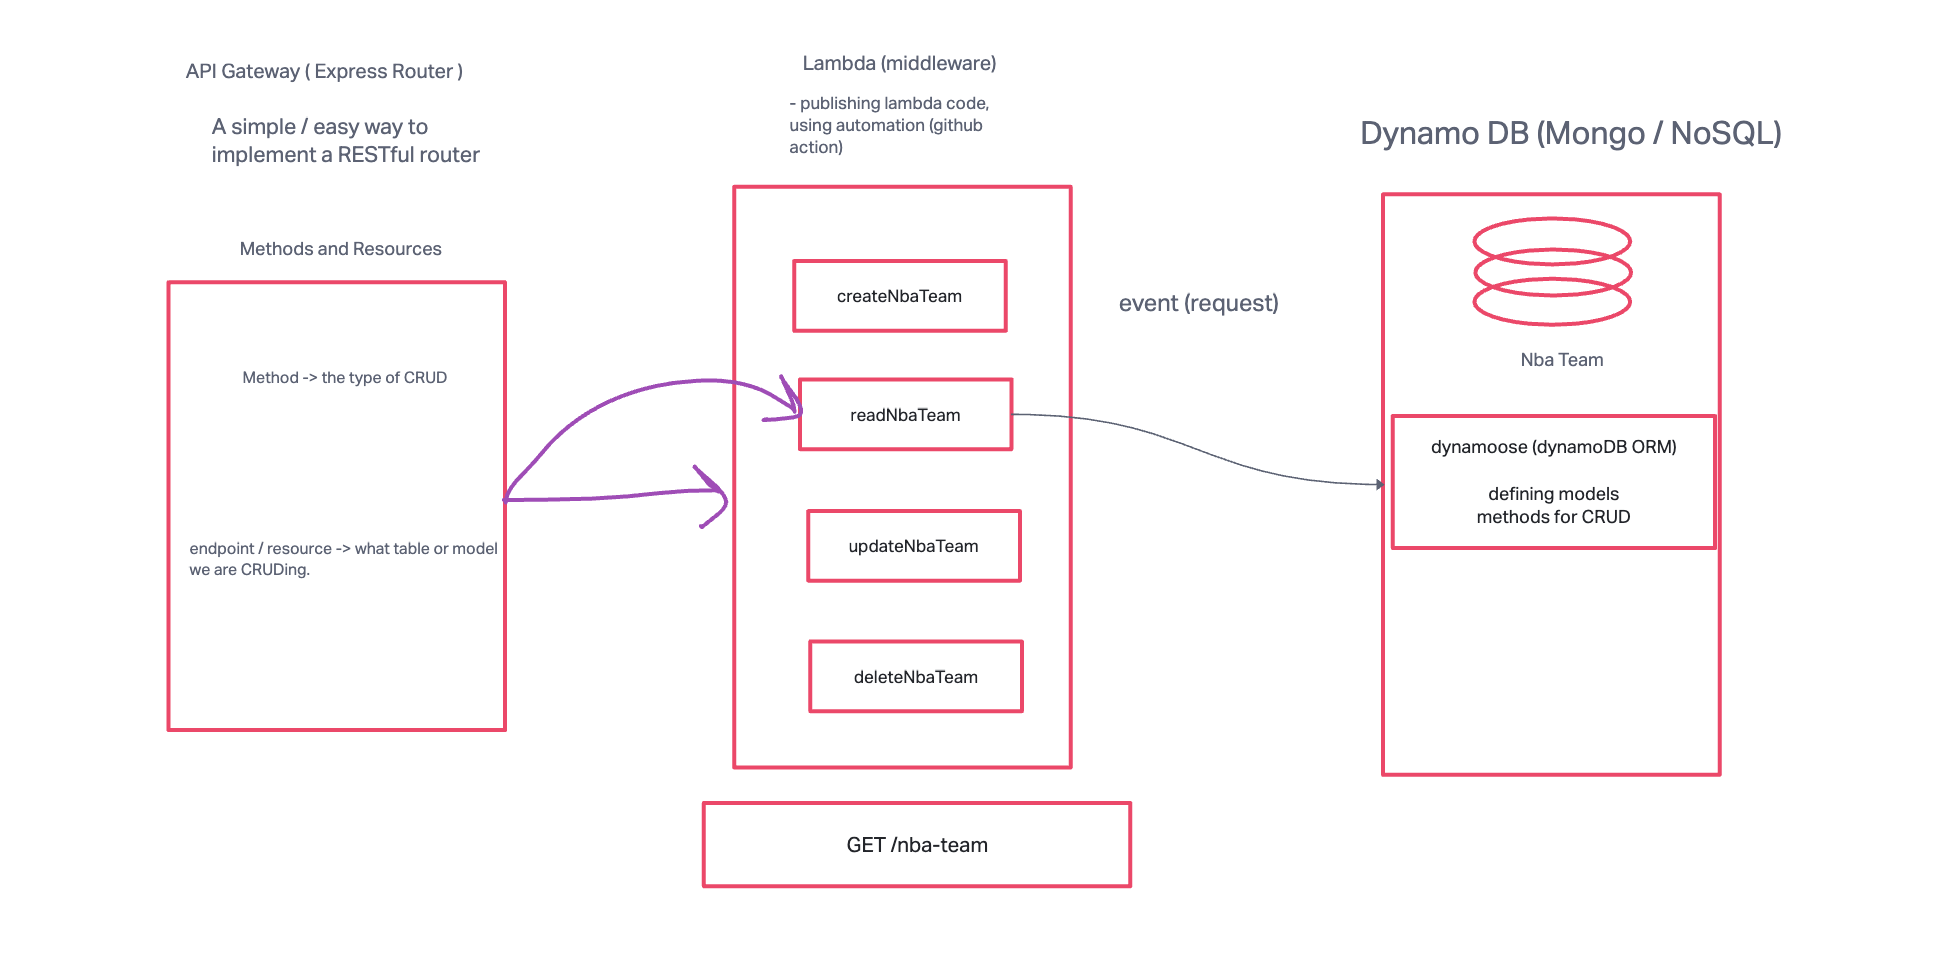 API Gateway ( Express Router )
A simple / easy way to
implement a RESTful router
Methods and Resources
Method -> the type of CRUD
endpoint / resource -> what table or model
we are CRUDing.
Lambda (middleware)
- publishing lambda code,
using automation (github
action)
createNbaTeam
readNbaTeam
updateNbaTeam
deleteNbaTeam
GET /nba-team
event (request)
Dynamo DB (Mongo / NoSQL)
Nba Team
dynamoose (dynamoDB ORM)
defining models
methods for CRUD